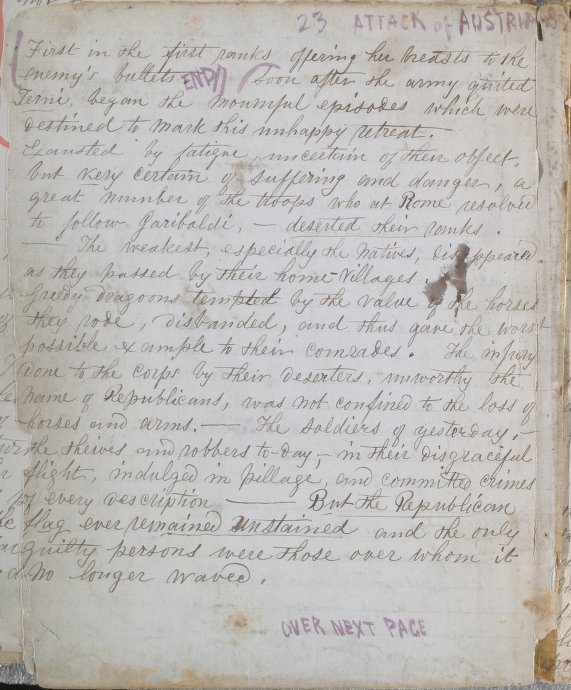 23 ATTACK of AUSTRIA
First in the first ranks offering her breasts to the
enemy's bullets END Soon after the army quited
Terni, began the mournful episodes which were
destined to mark this unhappy retreat. —
Exausted by fatigue, uncertain of their object,
but very certain of suffering and danger, a
great number of the troops who at Rome resolved
to follow Garibaldi, — deserted their ranks.
— The weakest, especially the natives, disappeared
as they passed by their home-villages
Greedy dragoons tempted by the value of the horses
they rode, disbanded, and thus gave the worst
possible example to their comrades. The injury
done to the corps by their deserters, unworthy the
name of Republicans, was not confined to the loss of
horses and arms. — The soldiers of yesterday, —
the theives and robbers to-day, — in their disgraceful
flight, indulged in pillage, and committed crimes
of every description — But the Republican
flag ever remained unstained and the only
guilty persons were those over whom it
no longer waved.
OVER NEXT PAGE